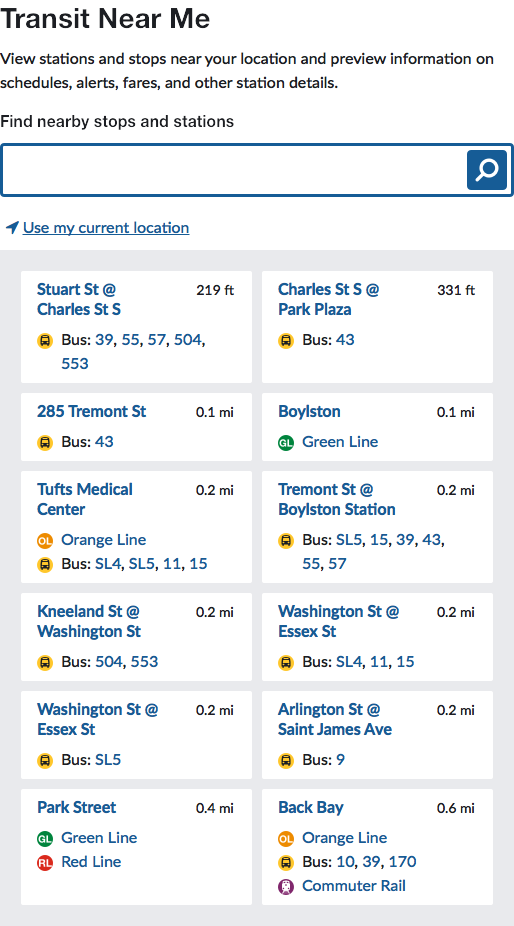 Transit Near Me
View stations and stops near your location and preview information on
schedules, alerts, fares, and other station details.
Find nearby stops and stations
Use my current location
Stuart St @
Charles St S
219 ft
Bus: 39, 55, 57, 504,
553
Charles St S @
Park Plaza
331 ft
Bus: 43
285 Tremont St
0.1 mi
Bus: 43
Boylston
0.1 mi
GL Green Line
Tufts Medical
Center
0.2 mi
OL Orange Line
Bus: SL4, SL5, 11, 15
Tremont St @
Boylston Station
0.2 mi
Bus: SL5, 15, 39, 43,
55, 57
Kneeland St @
Washington St
0.2 mi
Bus: 504, 553
Washington St @
Essex St
0.2 mi
Bus: SL4, 11, 15
Washington St @
Essex St
0.2 mi
Bus: SL5
Arlington St @
Saint James Ave
0.2 mi
Bus: 9
Park Street
0.4 mi
GL Green Line
RL Red Line
Back Bay
0.6 mi
OL Orange Line
Bus: 10, 39, 170
Commuter Rail